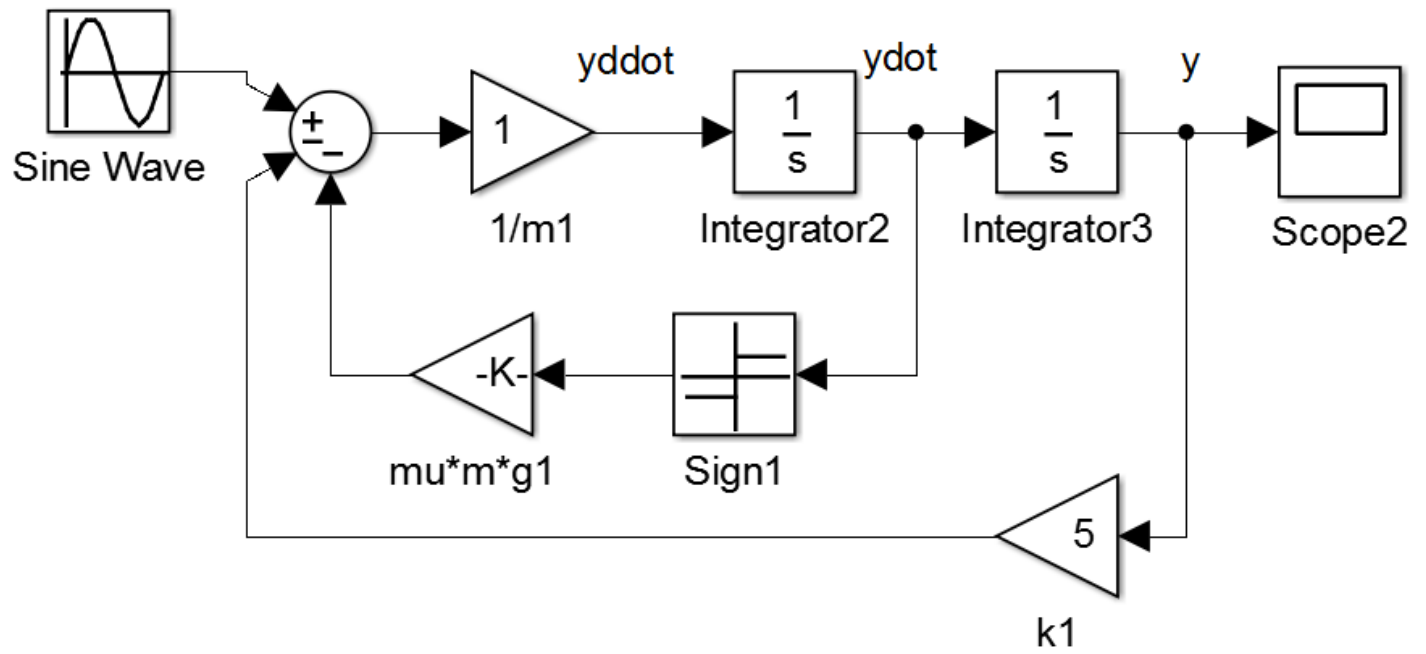 yddot
ydot
y
+
−
−
1
1
s
1
s
Sine Wave
1/m1
Integrator2
Integrator3
Scope2
-K-
mu*m*g1
Sign1
5
k1